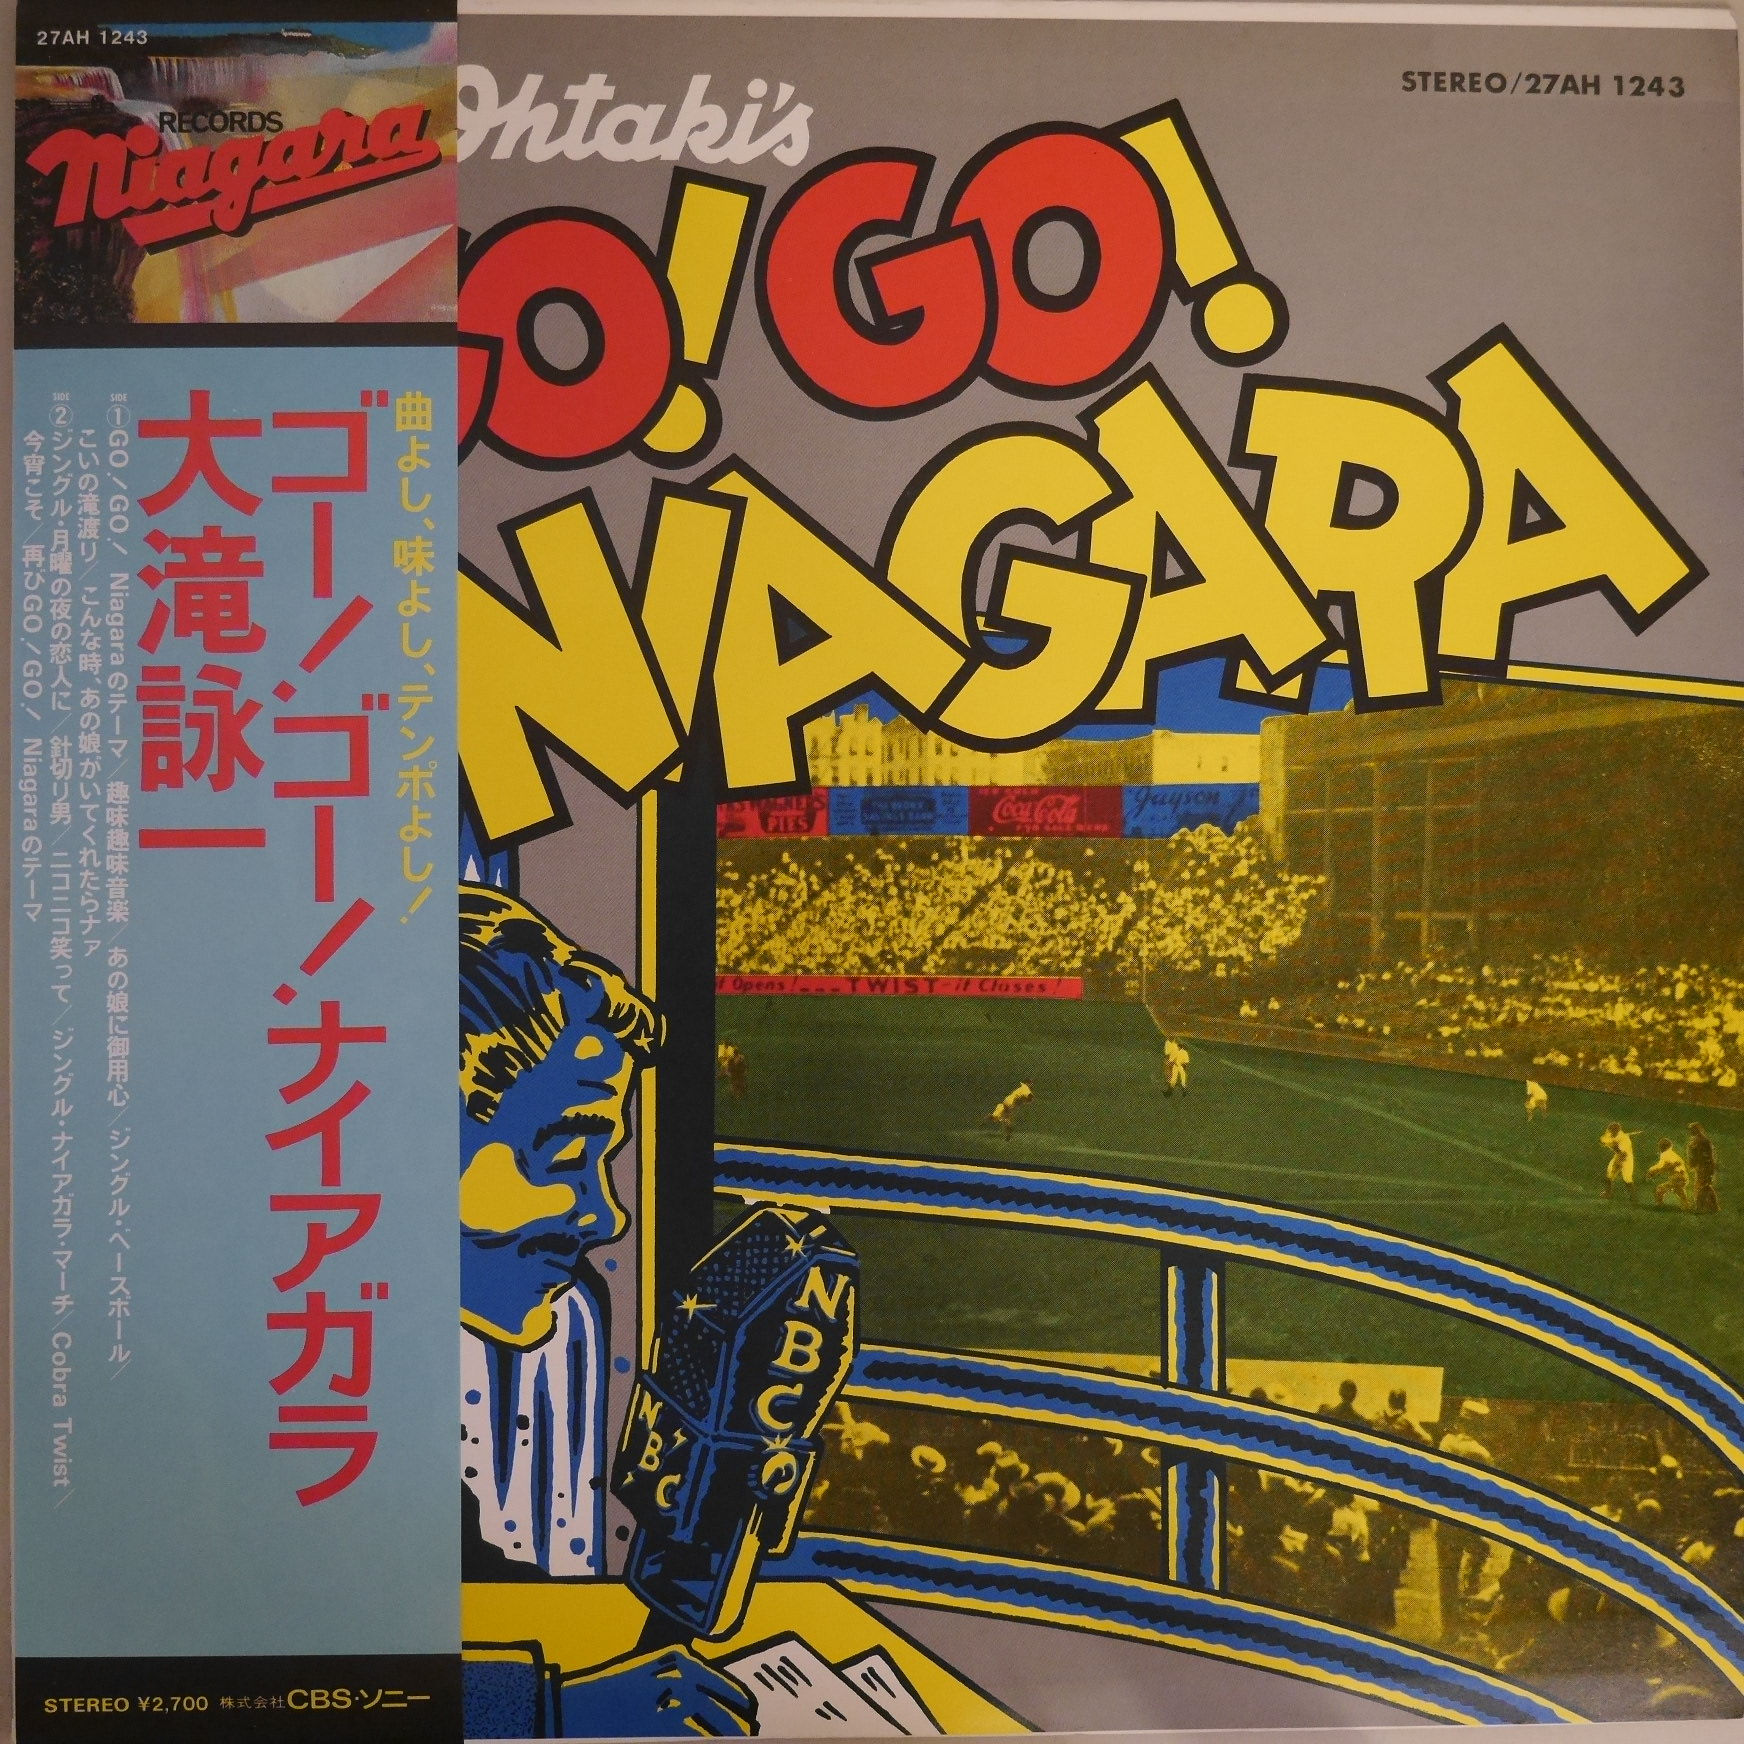 27AH 1243
RECORDS
Niagara
曲よし、味よし、テンポよし!
ゴー!ゴー!ナイアガラ
大滝詠一
SIDE ① GO!GO! Niagaraのテーマ/趣味趣味音楽/あの娘に御用心/ジングル・ベースボール/
こいの滝渡り/こんな時、あの娘がいてくれたらナァ
SIDE ② ジングル・月曜の夜の恋人に/針切り男/ニコニコ笑って/ジングル・ナイアガラ・マーチ/Cobra Twist/
今宵こそ/再びGO!GO! Niagaraのテーマ
STEREO ¥2,700 株式会社CBS・ソニー
Ohtaki's
STEREO/27AH 1243
GO! GO!
NIAGARA
PIES
Coca-Cola
Jayson
if Opens!---TWIST-it Closes!
NBC
NBC